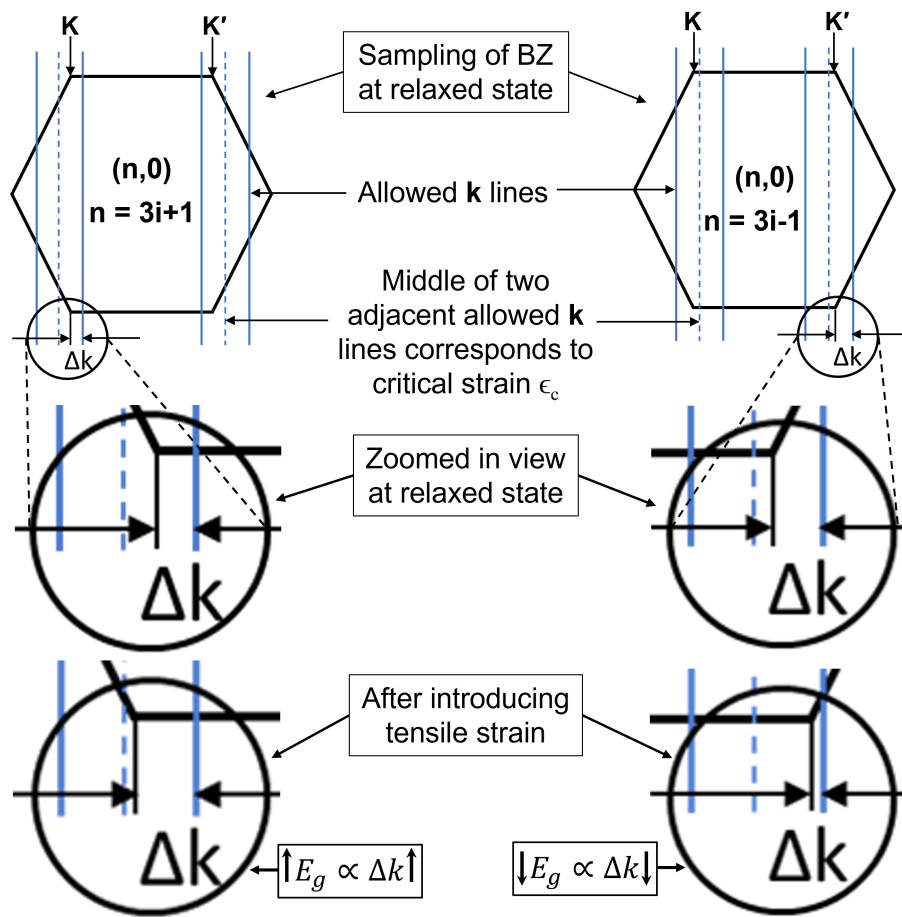 K
K′
K
K′
Sampling of BZ
at relaxed state
(n,0)
n = 3i+1
(n,0)
n = 3i-1
Allowed k lines
Middle of two
adjacent allowed k
lines corresponds to
critical strain ϵc
Δk
Δk
Zoomed in view
at relaxed state
Δk
Δk
After introducing
tensile strain
Δk
Δk
↑Eg ∝ Δk↑
↓Eg ∝ Δk↓